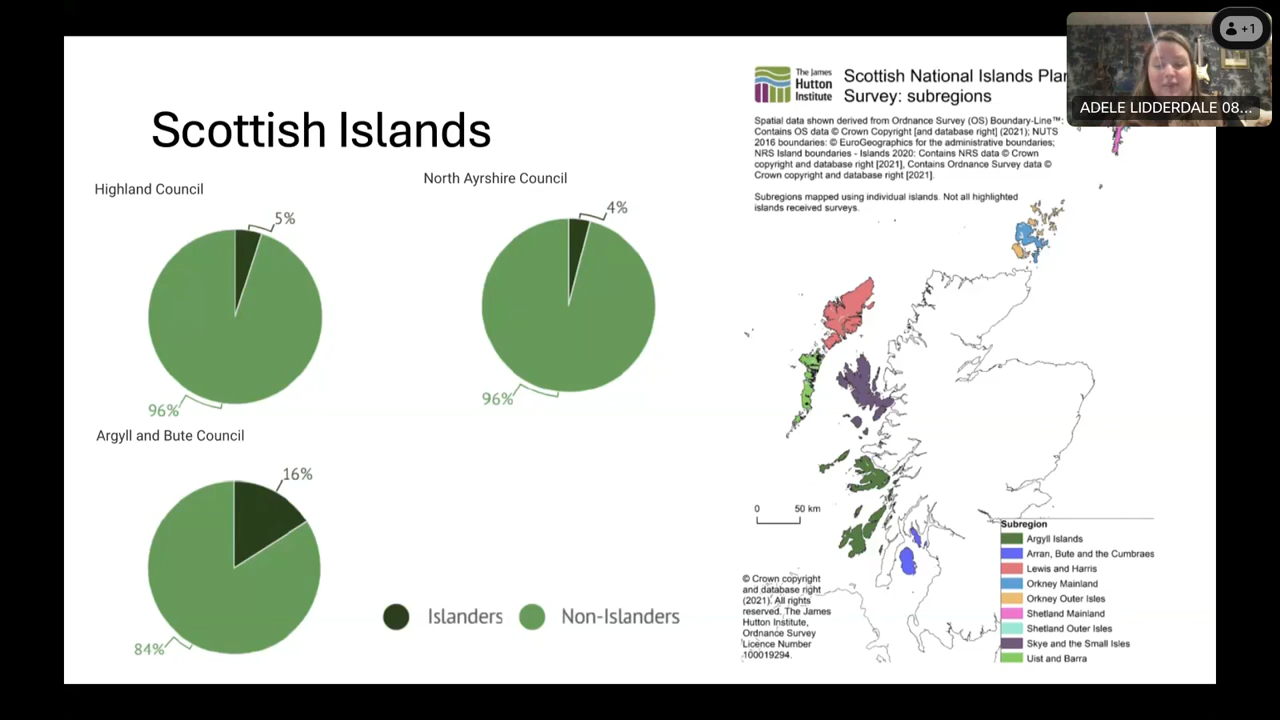 Scottish Islands
Highland Council
5%
96%
North Ayrshire Council
4%
96%
Argyll and Bute Council
16%
84%
Islanders
Non-Islanders
The James
Hutton
Institute
Scottish National Islands Plan
Survey: subregions
Spatial data shown derived from Ordnance Survey (OS) Boundary-Line™:
Contains OS data © Crown Copyright [and database right] (2021); NUTS
2016 boundaries: © EuroGeographics for the administrative boundaries;
NRS Island boundaries - Islands 2020: Contains NRS data © Crown
copyright and database right [2021], Contains Ordnance Survey data ©
Crown copyright and database right [2021].
Subregions mapped using individual islands. Not all highlighted
islands received surveys.
0 50 km
© Crown copyright
and database right
(2021). All rights
reserved. The James
Hutton Institute,
Ordnance Survey
Licence Number
100019294.
Subregion
Argyll Islands
Arran, Bute and the Cumbraes
Lewis and Harris
Orkney Mainland
Orkney Outer Isles
Shetland Mainland
Shetland Outer Isles
Skye and the Small Isles
Uist and Barra
+1
ADELE LIDDERDALE 08...